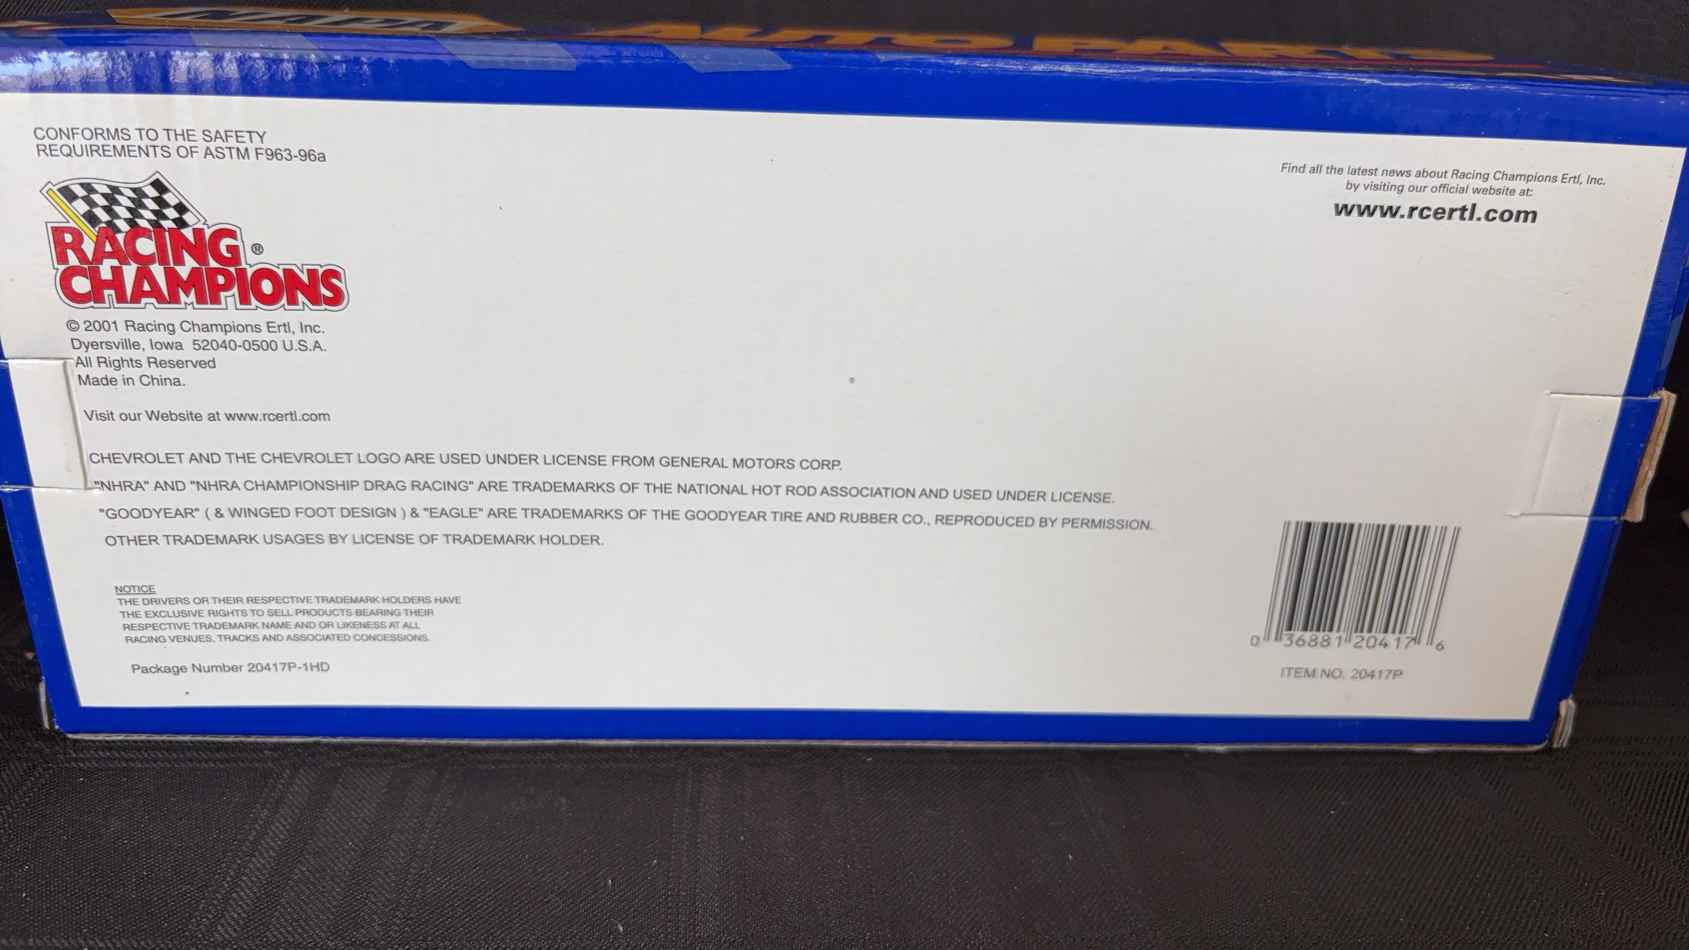 NAPA AUTO PARTS
CONFORMS TO THE SAFETY
REQUIREMENTS OF ASTM F963-96a
RACING ®
CHAMPIONS
© 2001 Racing Champions Ertl, Inc.
Dyersville, Iowa 52040-0500 U.S.A.
All Rights Reserved
Made in China.
Visit our Website at www.rcertl.com
Find all the latest news about Racing Champions Ertl, Inc.
by visiting our official website at:
www.rcertl.com
CHEVROLET AND THE CHEVROLET LOGO ARE USED UNDER LICENSE FROM GENERAL MOTORS CORP.
"NHRA" AND "NHRA CHAMPIONSHIP DRAG RACING" ARE TRADEMARKS OF THE NATIONAL HOT ROD ASSOCIATION AND USED UNDER LICENSE.
"GOODYEAR" ( & WINGED FOOT DESIGN ) & "EAGLE" ARE TRADEMARKS OF THE GOODYEAR TIRE AND RUBBER CO., REPRODUCED BY PERMISSION.
OTHER TRADEMARK USAGES BY LICENSE OF TRADEMARK HOLDER.
NOTICE
THE DRIVERS OR THEIR RESPECTIVE TRADEMARK HOLDERS HAVE
THE EXCLUSIVE RIGHTS TO SELL PRODUCTS BEARING THEIR
RESPECTIVE TRADEMARK NAME AND OR LIKENESS AT ALL
RACING VENUES, TRACKS AND ASSOCIATED CONCESSIONS.
Package Number 20417P-1HD
0 36881 20417 6
ITEM NO. 20417P